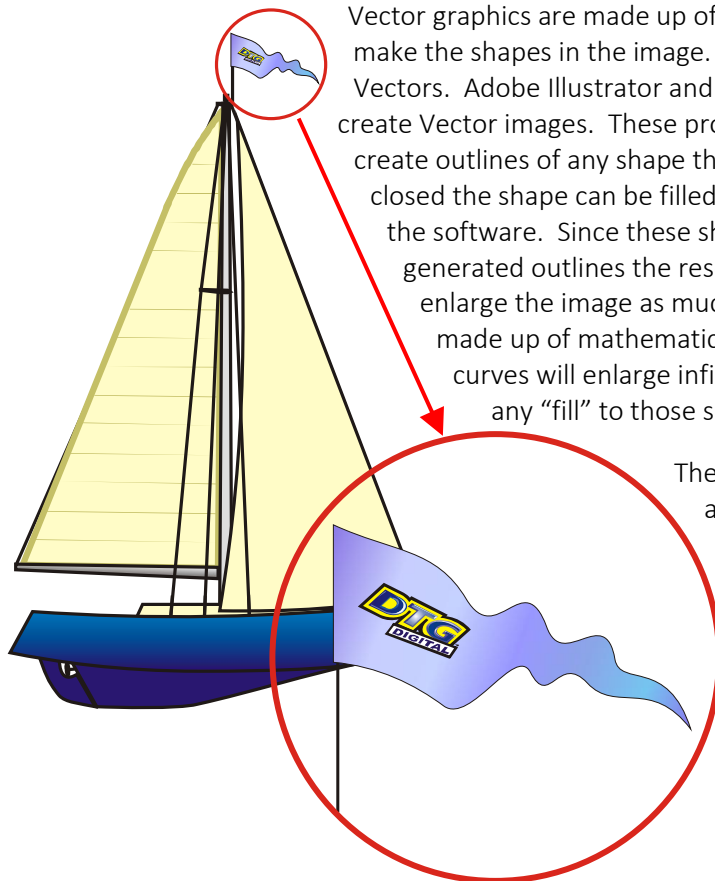 Vector graphics are made up of
make the shapes in the image.
Vectors. Adobe Illustrator and
create Vector images. These pro
create outlines of any shape th
closed the shape can be filled
the software. Since these sh
generated outlines the res
enlarge the image as muc
made up of mathematic
curves will enlarge infi
any “fill” to those s
The
a
DTG
DIGITAL
DTG
DIGITAL